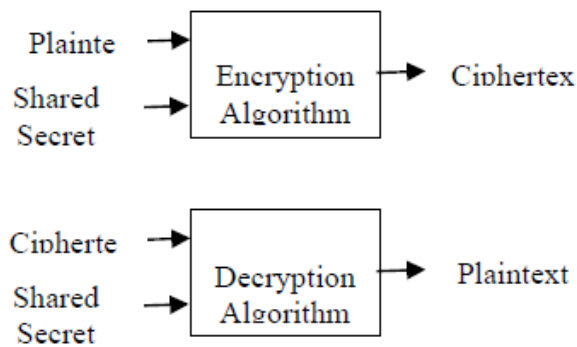 Plainte
Shared
Secret
Encryption
Algorithm
Ciphertex
Cipherte
Shared
Secret
Decryption
Algorithm
Plaintext